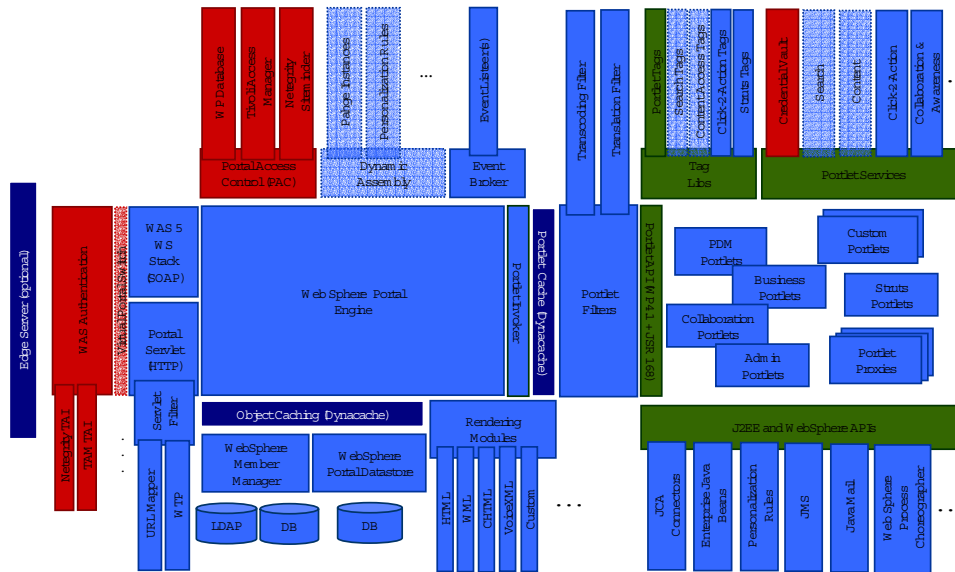 WP Database
Tivoli Access
Manager
Netegrity
Siteminder
Pange Instances
Personalization Rules
...
EventListeer(s)
Transcoding Filter
Translation Filter
Portlet Tags
Search Tags
Content Access Tags
Click-2-Action Tags
Struts Tags
Credential Vault
Search
Content
Click-2-Action
Collaboration &
Awareness
...
Portal Access
Control (PAC)
Dynamic
Assembly
Event
Broker
Tag
Libs
Portlet Services
Edge Server (optional)
WAS Authentication
Virtual Portal Switch
WAS 5
WS
Stack
(SOAP)
Portal
Servlet
(HTTP)
WebSphere Portal
Engine
Portlet Invoker
Portlet Cache (Dynacache)
Portlet
Filters
Portlet API (WP4.1 + JSR 168)
PDM
Portlets
Business
Portlets
Collaboration
Portlets
Admin
Portlets
Custom
Portlets
Struts
Portlets
Portlet
Proxies
Netegrity TAI
TAM TAI
...
Servlet
Filter
URL Mapper
WTP
Object Caching (Dynacache)
WebSphere
Member
Manager
WebSphere
Portal Datastore
LDAP
DB
DB
Rendering
Modules
HTML
WML
CHTML
VoiceXML
Custom
...
J2EE and WebSphere APIs
JCA
Connectors
Enterprise Java
Beans
Personalization
Rules
JMS
Java Mail
WebSphere
Process
Choreographer
...